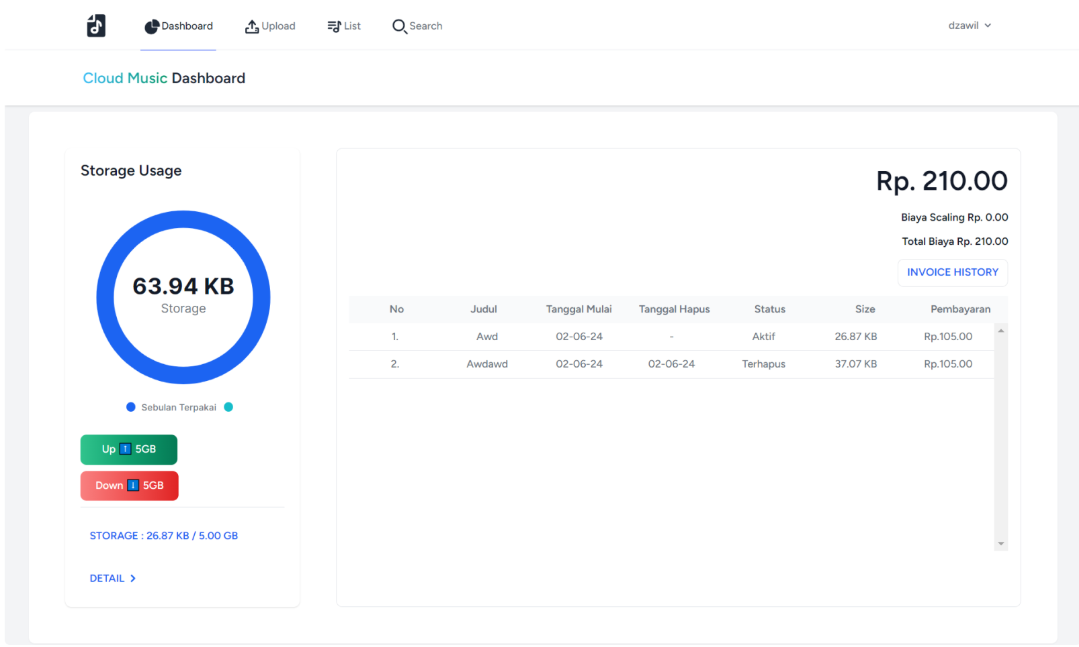 Dashboard Upload List Search dzawil
Cloud Music Dashboard
Storage Usage
63.94 KB
Storage
Sebulan Terpakai
Up ⬆️ 5GB
Down ⬇️ 5GB
STORAGE : 26.87 KB / 5.00 GB
DETAIL >
Rp. 210.00
Biaya Scaling Rp. 0.00
Total Biaya Rp. 210.00
INVOICE HISTORY
No Judul Tanggal Mulai Tanggal Hapus Status Size Pembayaran
1. Awd 02-06-24 - Aktif 26.87 KB Rp.105.00
2. Awdawd 02-06-24 02-06-24 Terhapus 37.07 KB Rp.105.00